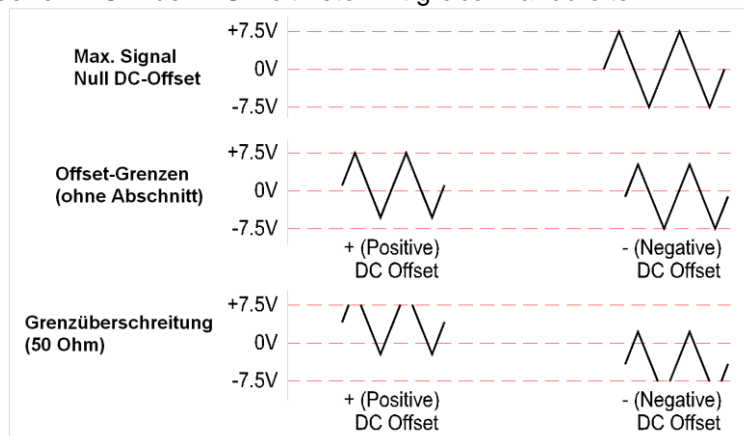 +7.5V
Max. Signal
0V
Null DC-Offset
-7.5V
+7.5V
Offset-Grenzen
0V
(ohne Abschnitt)
-7.5V
+ (Positive)
DC Offset
- (Negative)
DC Offset
+7.5V
Grenzüberschreitung
0V
(50 Ohm)
-7.5V
+ (Positive)
DC Offset
- (Negative)
DC Offset